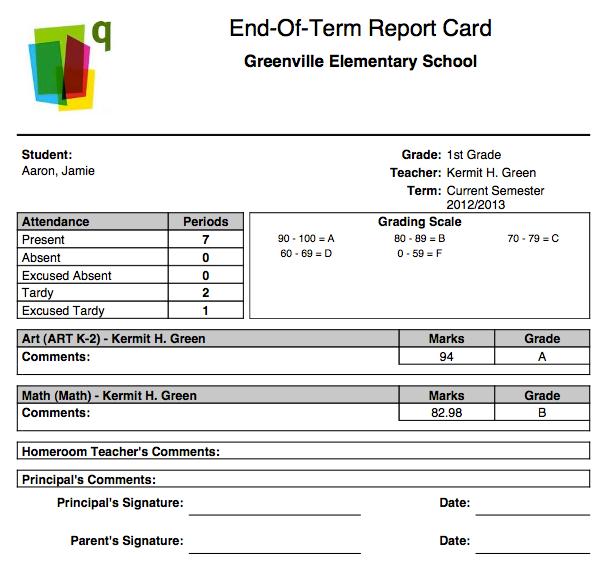 q
End-Of-Term Report Card
Greenville Elementary School
Student:
Aaron, Jamie
Grade: 1st Grade
Teacher: Kermit H. Green
Term: Current Semester
2012/2013
Attendance Periods
Present 7
Absent 0
Excused Absent 0
Tardy 2
Excused Tardy 1
Grading Scale
90 - 100 = A 80 - 89 = B 70 - 79 = C
60 - 69 = D 0 - 59 = F
Art (ART K-2) - Kermit H. Green Marks Grade
Comments: 94 A
Math (Math) - Kermit H. Green Marks Grade
Comments: 82.98 B
Homeroom Teacher's Comments:
Principal's Comments:
Principal's Signature: Date:
Parent's Signature: Date: